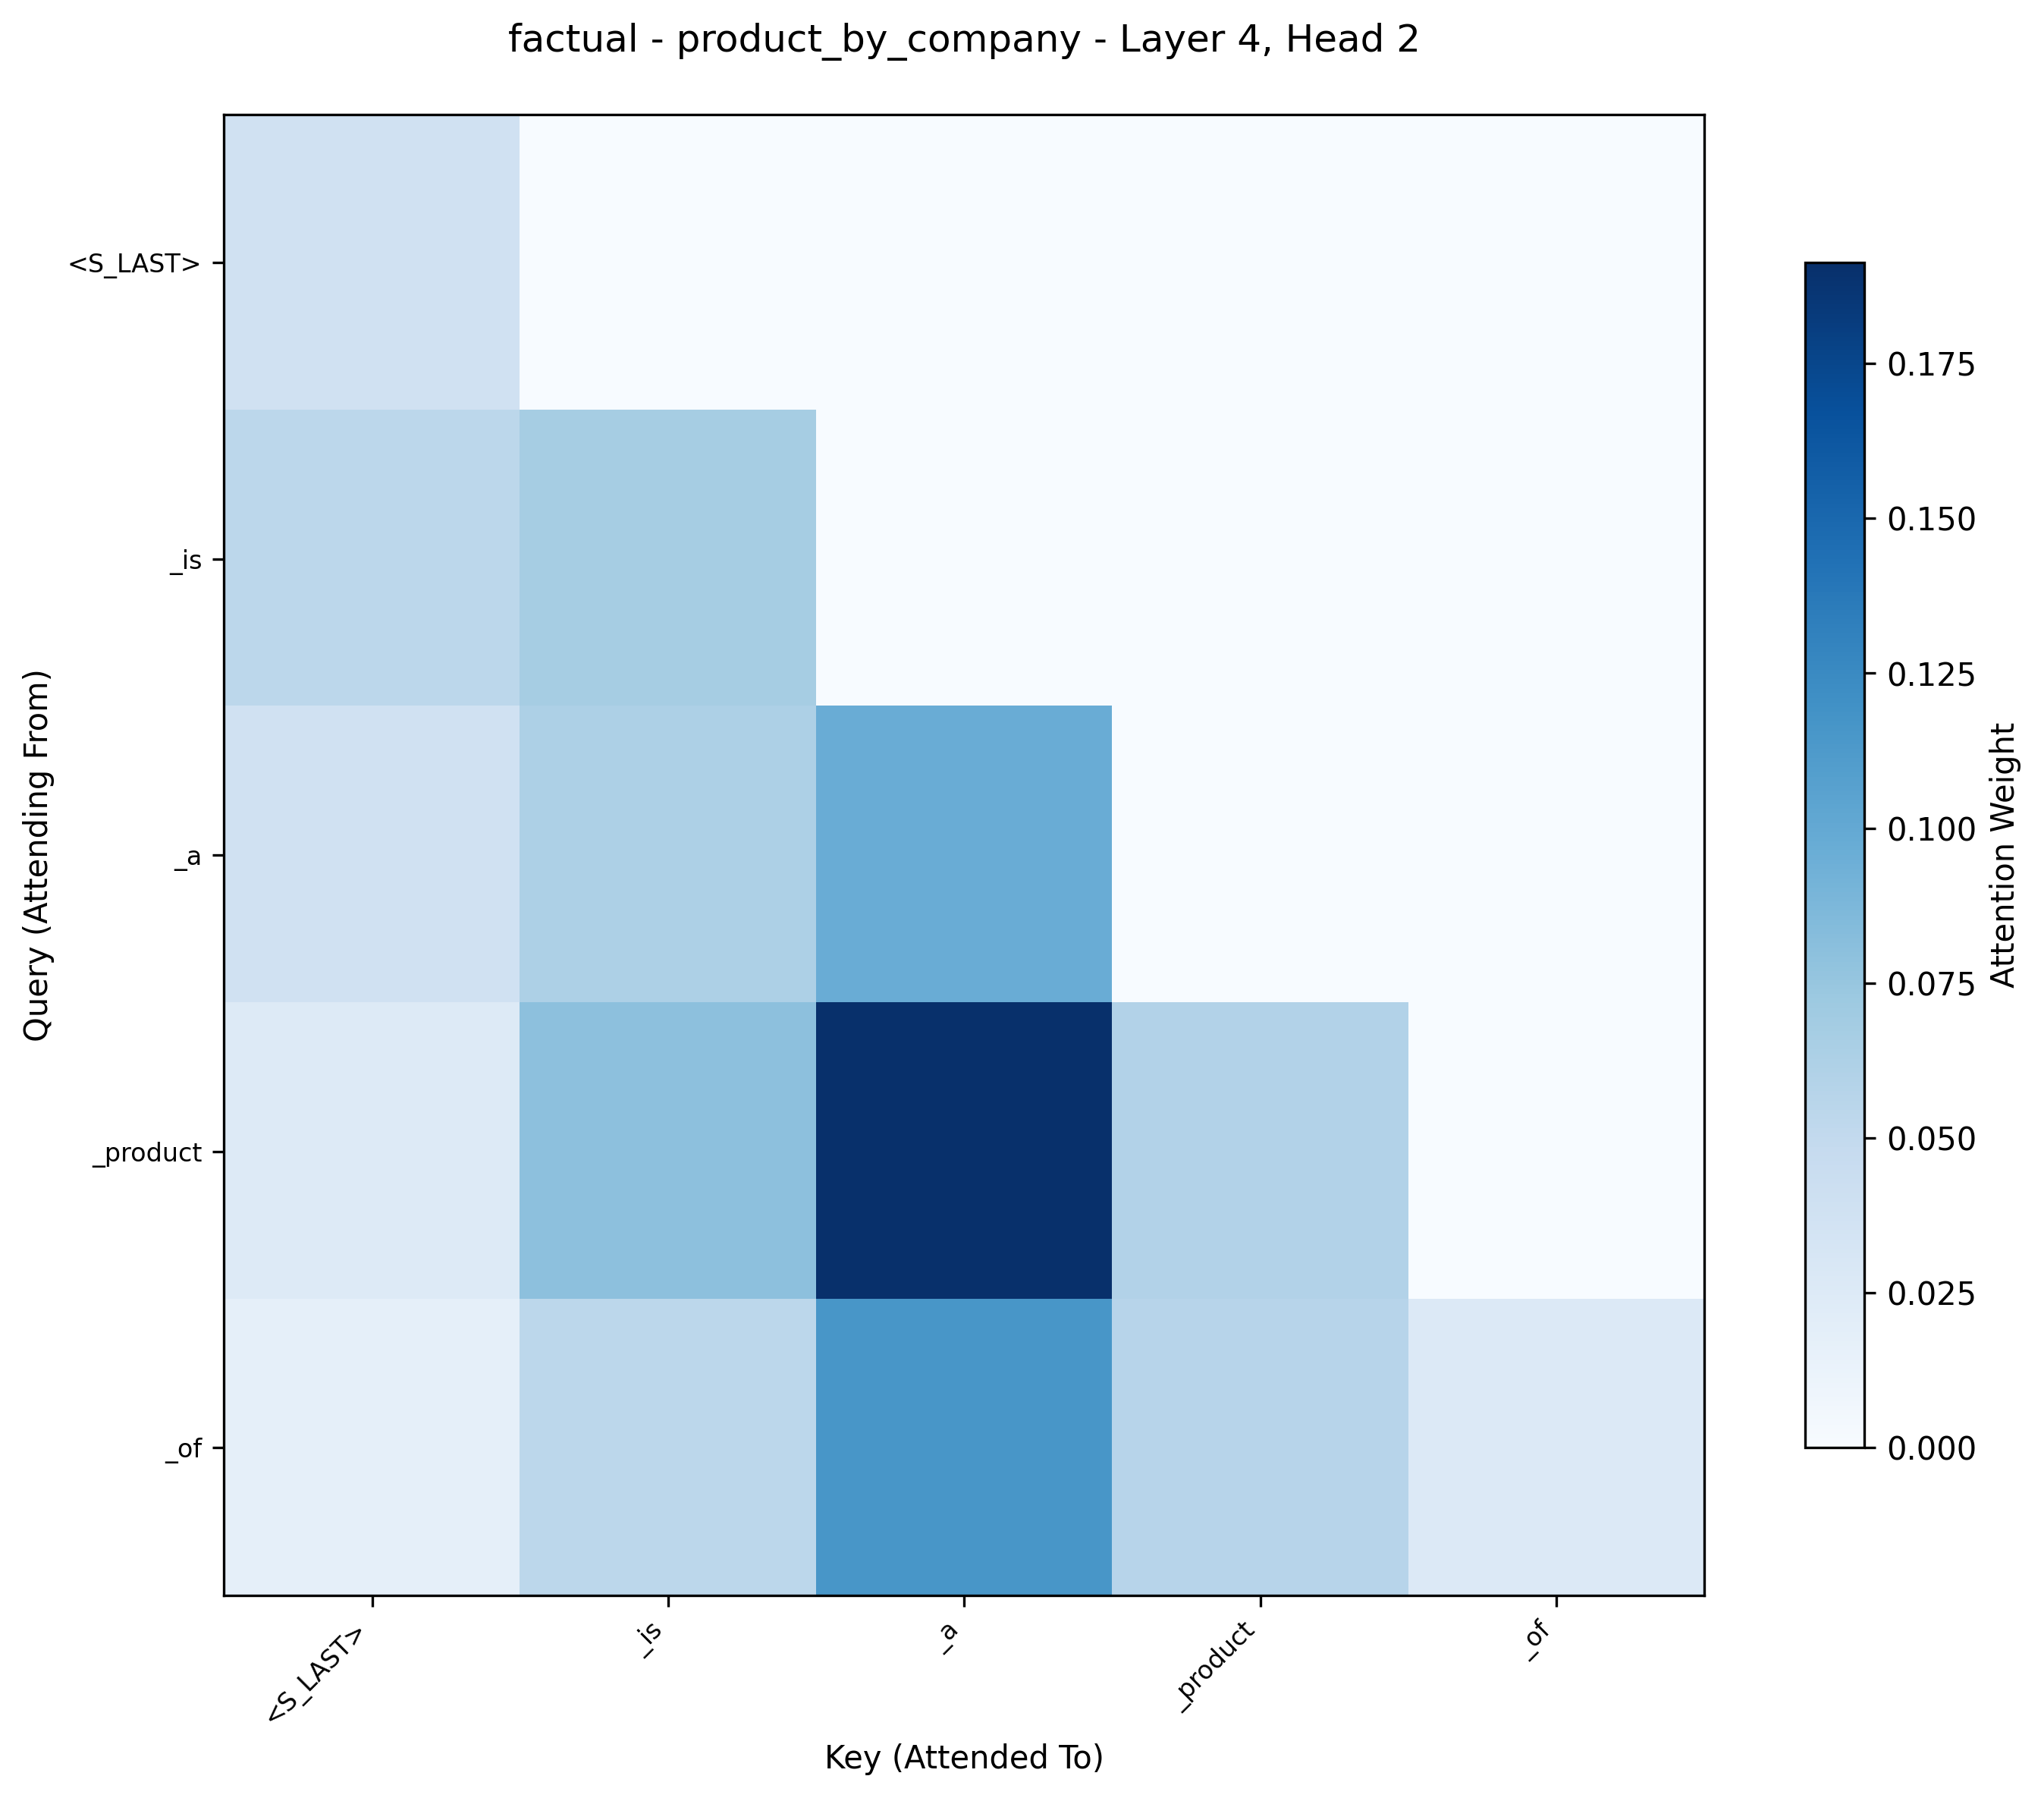 factual - product_by_company - Layer 4, Head 2
Query (Attending From)
<S_LAST>
_is
_a
_product
_of
<S_LAST>
_is
_a
_product
_of
Key (Attended To)
0.175
0.150
0.125
0.100
0.075
0.050
0.025
0.000
Attention Weight